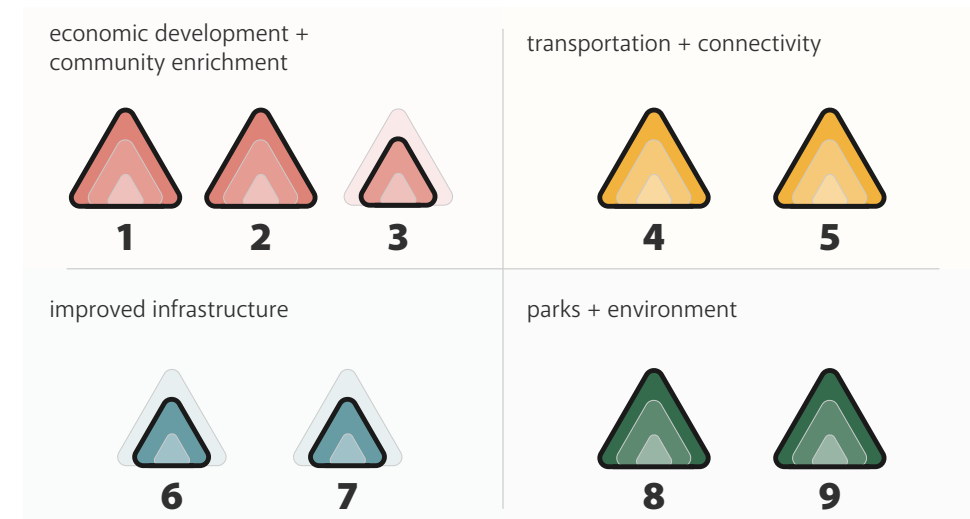 economic development +
community enrichment
1 2 3
transportation + connectivity
4 5
improved infrastructure
6 7
parks + environment
8 9